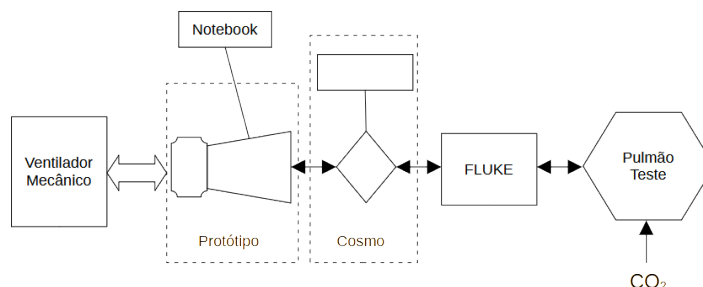 Notebook
Ventilador
Mecânico
FLUKE
Pulmão
Teste
Protótipo
Cosmo
CO₂